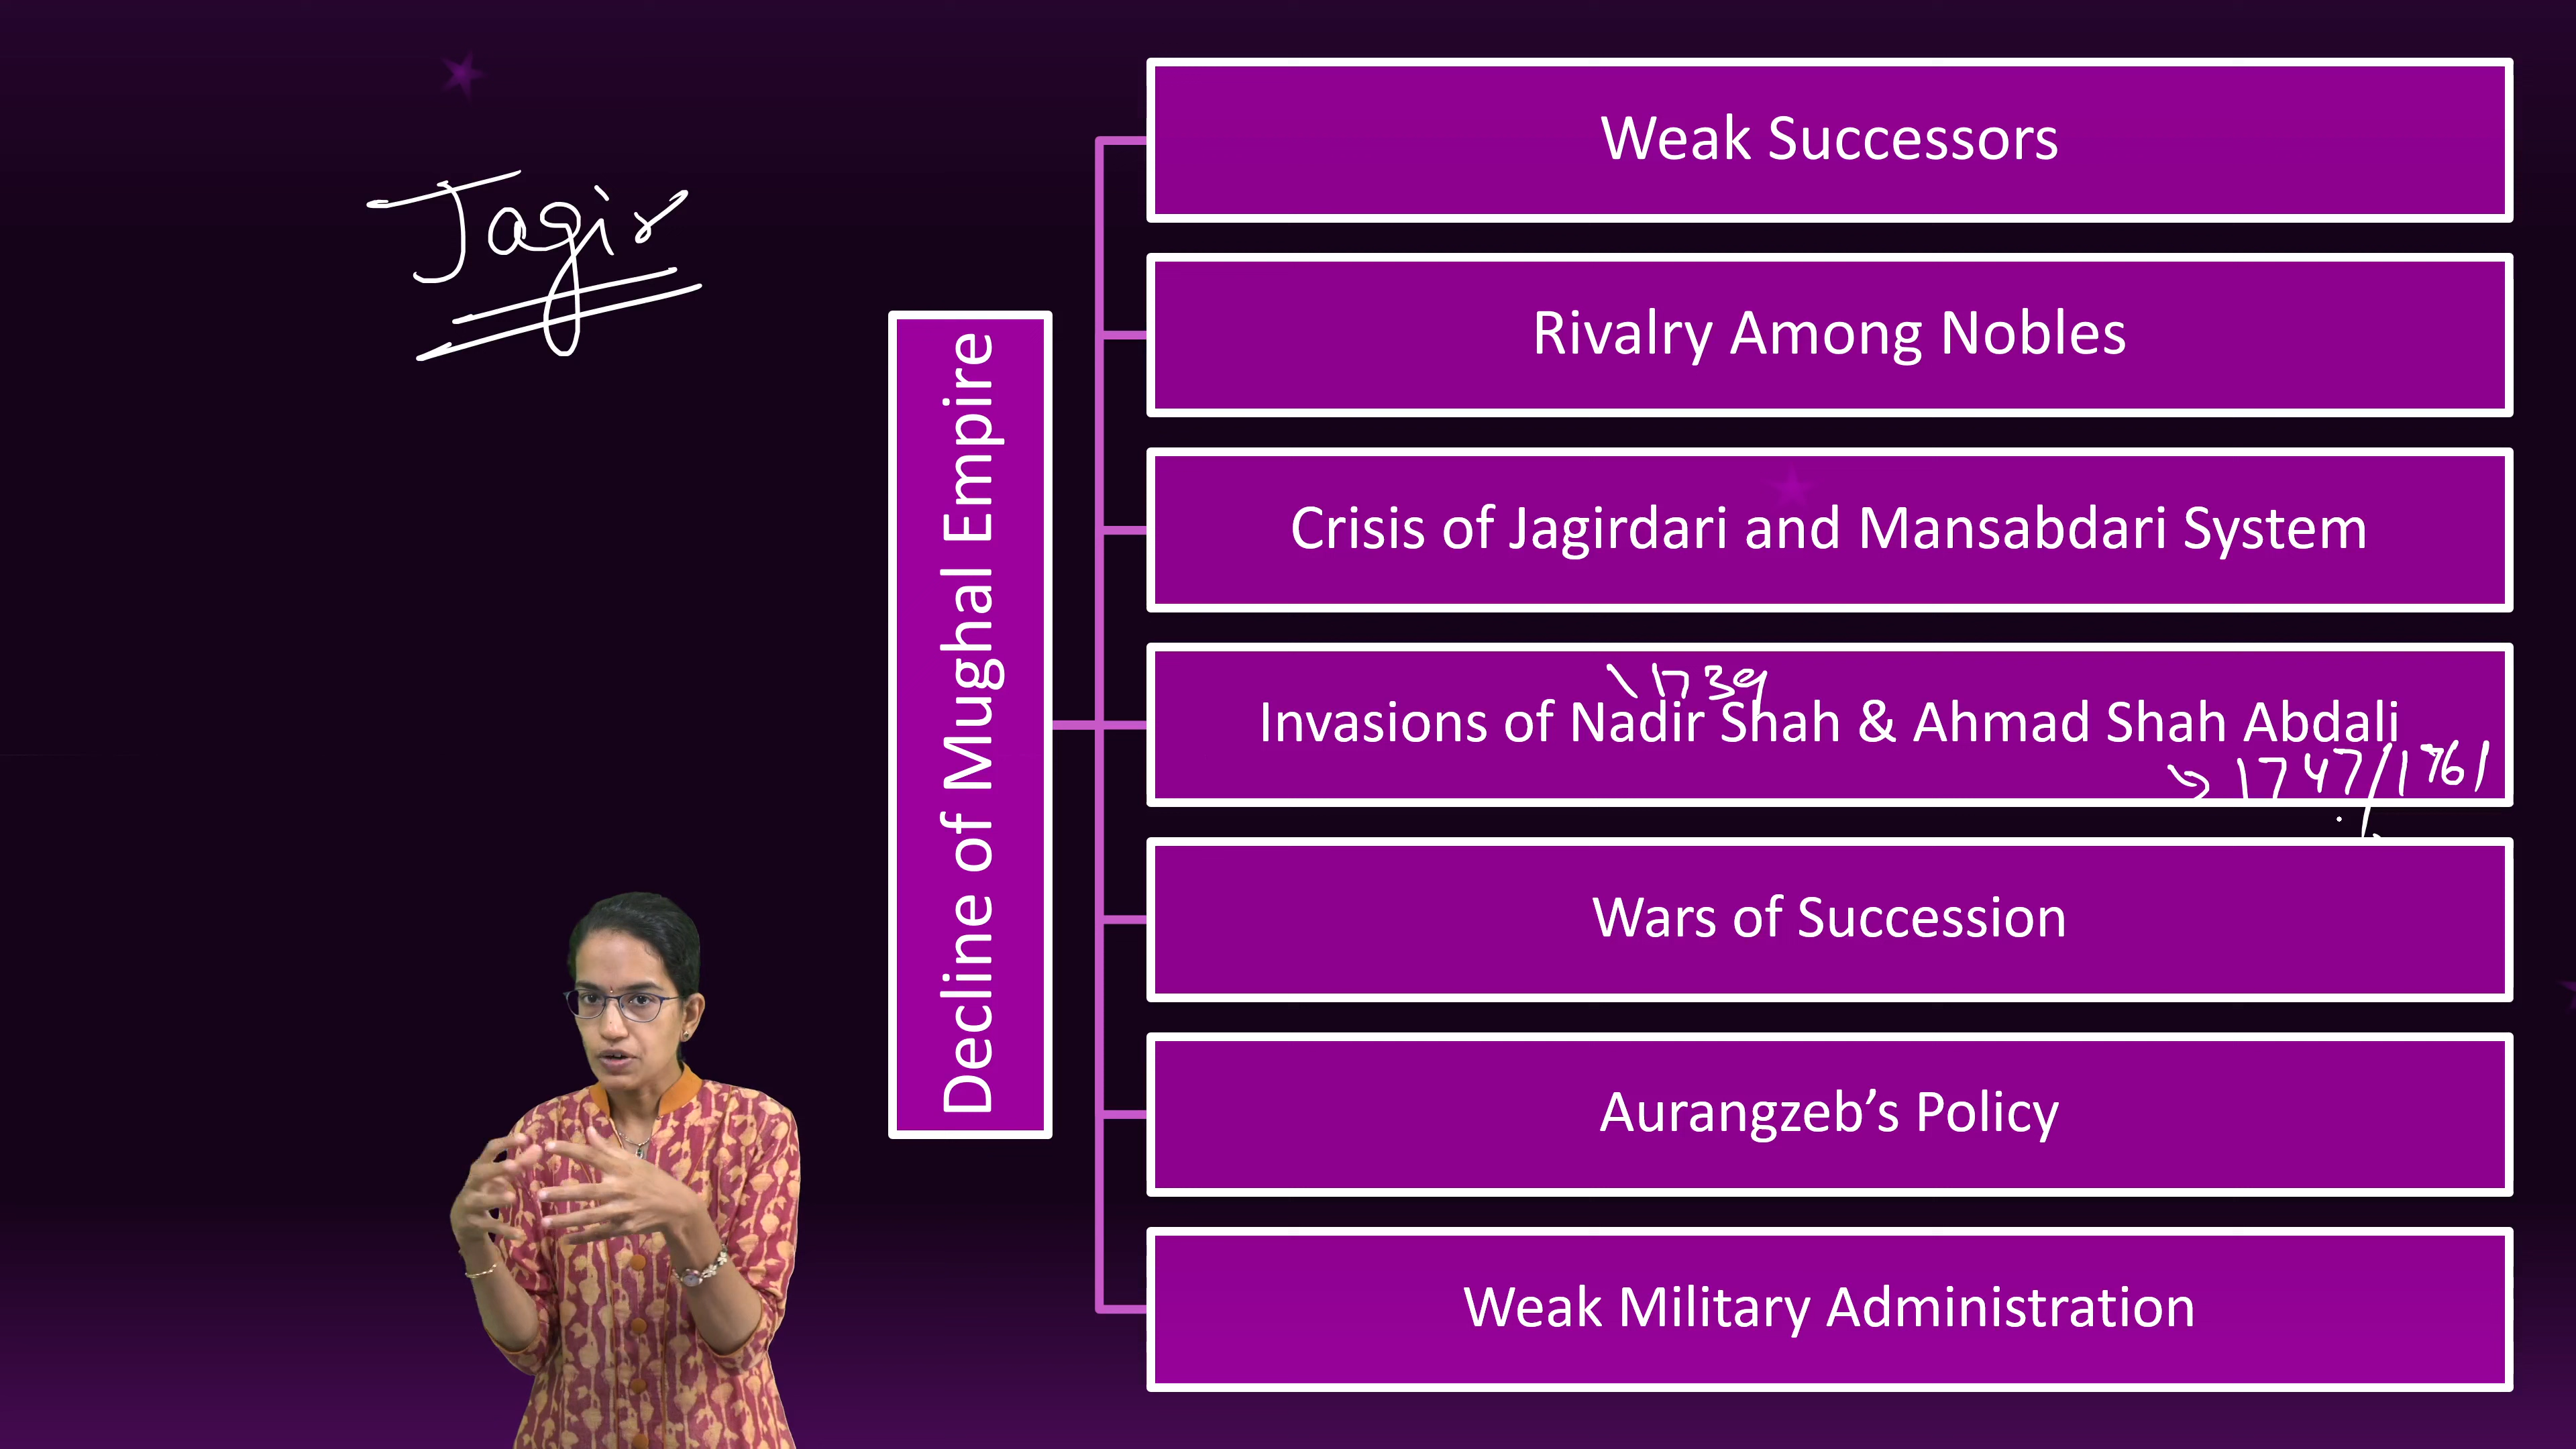 Jagir
Decline of Mughal Empire
Weak Successors
Rivalry Among Nobles
Crisis of Jagirdari and Mansabdari System
1739
Invasions of Nadir Shah & Ahmad Shah Abdali
1747/1761
Wars of Succession
Aurangzeb’s Policy
Weak Military Administration